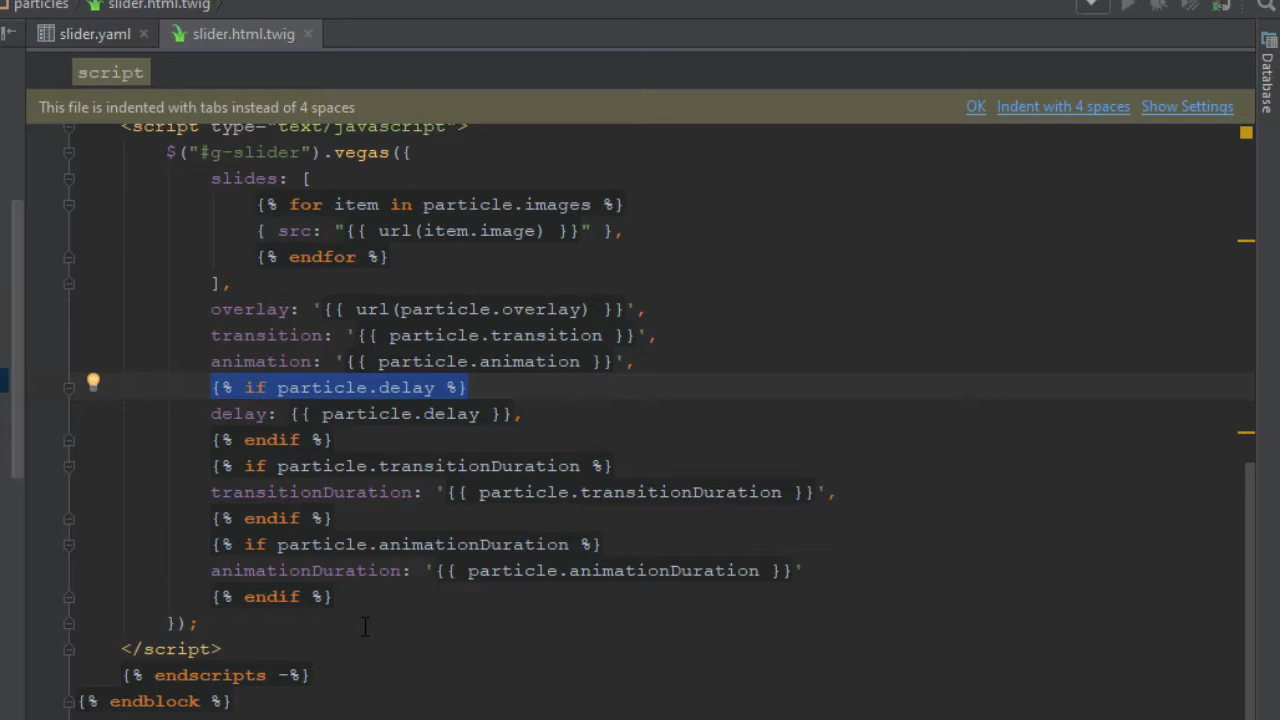 particles slider.html.twig
slider.yaml slider.html.twig
script
This file is indented with tabs instead of 4 spaces OK Indent with 4 spaces Show Settings
Database
<script type="text/javascript">
$("#g-slider").vegas({
slides: [
{% for item in particle.images %}
{ src: "{{ url(item.image) }}" },
{% endfor %}
],
overlay: '{{ url(particle.overlay) }}',
transition: '{{ particle.transition }}',
animation: '{{ particle.animation }}',
{% if particle.delay %}
delay: {{ particle.delay }},
{% endif %}
{% if particle.transitionDuration %}
transitionDuration: '{{ particle.transitionDuration }}',
{% endif %}
{% if particle.animationDuration %}
animationDuration: '{{ particle.animationDuration }}'
{% endif %}
});
</script>
{% endscripts -%}
{% endblock %}